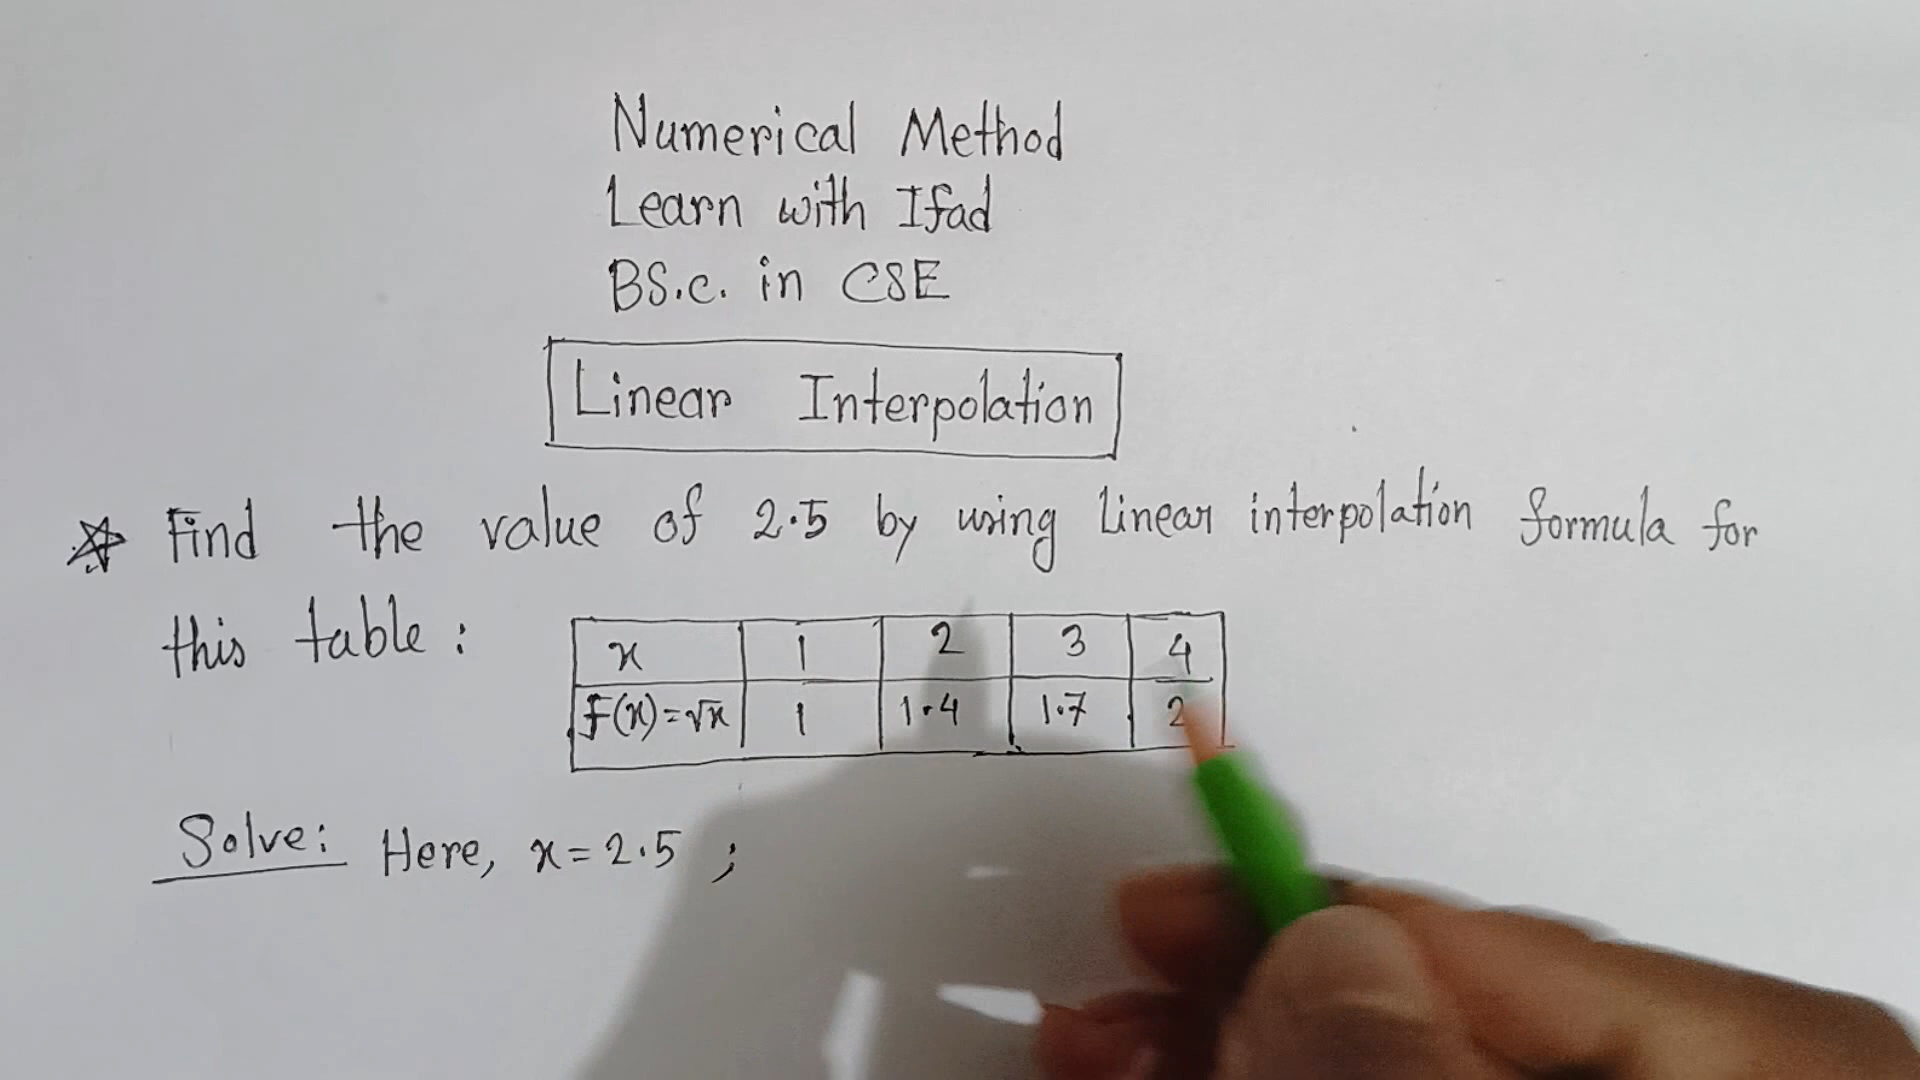 Numerical Method
Learn with Ifad
BS.c. in CSE
Linear Interpolation
Find the value of 2.5 by using Linear interpolation formula for
this table:
x 1 2 3 4
F(x)=√x 1 1.4 1.7 2
Solve: Here, x=2.5 ;